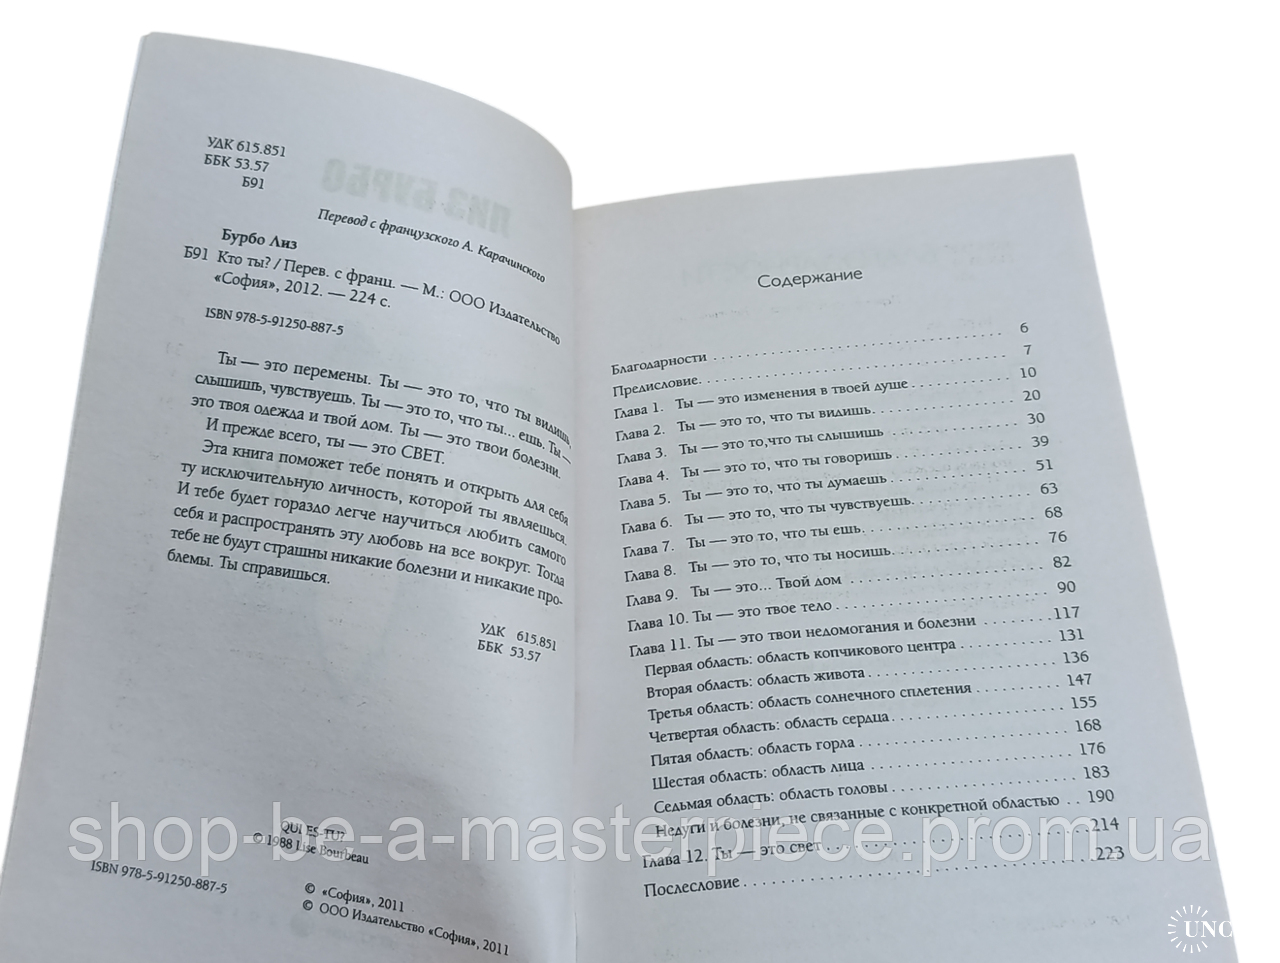 УДК 615.851
ББК 53.57
Б91
Перевод с французского А. Карачинского
Бурбо Лиз
Б91 Кто ты? / Перев. с франц. — М.: ООО Издательство
«София», 2012. — 224 с.
ISBN 978-5-91250-887-5
Ты — это перемены. Ты — это то, что ты видишь,
слышишь, чувствуешь. Ты — это то, что ты... ешь. Ты —
это твоя одежда и твой дом. Ты — это твои болезни.
И прежде всего, ты — это СВЕТ.
Эта книга поможет тебе понять и открыть для себя
ту исключительную личность, которой ты являешься.
И тебе будет гораздо легче научиться любить самого
себя и распространять эту любовь на все вокруг. Тогда
тебе не будут страшны никакие болезни и никакие про-
блемы. Ты справишься.
УДК 615.851
ББК 53.57
QUI ES-TU?
© 1988 Lise Bourbeau
© «София», 2011
ISBN 978-5-91250-887-5
© ООО Издательство «София», 2011
Содержание
Благодарности . . . . . . . . . . . . . . . . . . . . 6
Предисловие. . . . . . . . . . . . . . . . . . . . . 7
Глава 1. Ты — это изменения в твоей душе . . . . . . . . . 10
Глава 2. Ты — это то, что ты видишь. . . . . . . . . . . . 20
Глава 3. Ты — это то,что ты слышишь . . . . . . . . . . . 30
Глава 4. Ты — это то, что ты говоришь . . . . . . . . . . 39
Глава 5. Ты — это то, что ты думаешь . . . . . . . . . . . 51
Глава 6. Ты — это то, что ты чувствуешь. . . . . . . . . . 63
Глава 7. Ты — это то, что ты ешь. . . . . . . . . . . . . 68
Глава 8. Ты — это то, что ты носишь. . . . . . . . . . . . 76
Глава 9. Ты — это... Твой дом . . . . . . . . . . . . . . 82
Глава 10. Ты — это твое тело . . . . . . . . . . . . . . . 90
Глава 11. Ты — это твои недомогания и болезни . . . . . . . 117
Первая область: область копчикового центра . . . . . . . . 131
Вторая область: область живота . . . . . . . . . . . . . . 136
Третья область: область солнечного сплетения . . . . . . . 147
Четвертая область: область сердца. . . . . . . . . . . . . 155
Пятая область: область горла . . . . . . . . . . . . . . . 168
Шестая область: область лица . . . . . . . . . . . . . . . 176
Седьмая область: область головы . . . . . . . . . . . . . 183
Недуги и болезни, не связанные с конкретной областью . . 190
Глава 12. Ты — это свет . . . . . . . . . . . . . . . . . 214
Послесловие . . . . . . . . . . . . . . . . . . . . . . . 223
shop-be-a-masterpiece.prom.ua
UNC